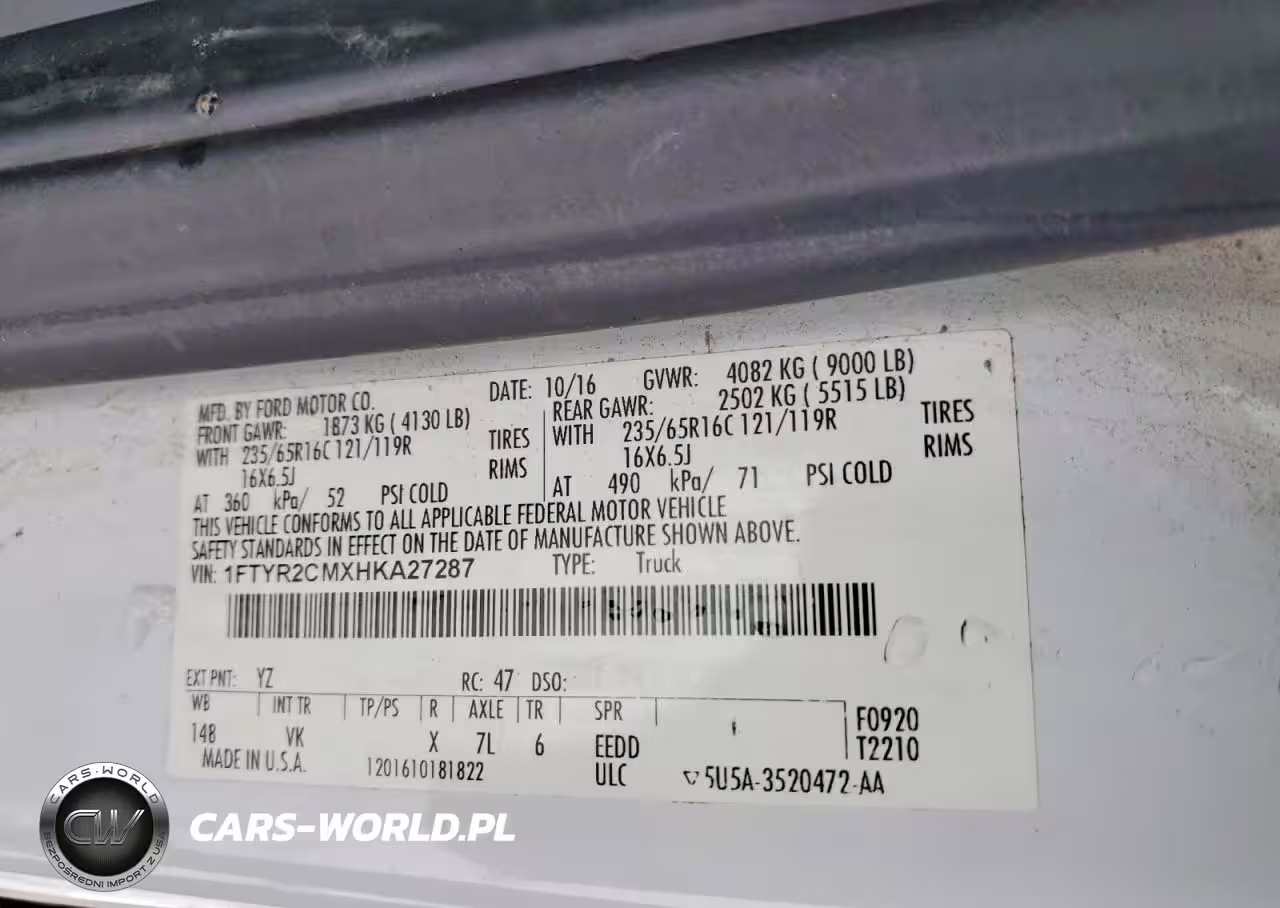 MFD. BY FORD MOTOR CO. DATE: 10/16 GVWR: 4082 KG ( 9000 LB)
FRONT GAWR: 1873 KG ( 4130 LB) REAR GAWR: 2502 KG ( 5515 LB)
WITH 235/65R16C 121/119R TIRES WITH 235/65R16C 121/119R TIRES
16X6.5J RIMS 16X6.5J RIMS
AT 360 kPa/ 52 PSI COLD AT 490 kPa/ 71 PSI COLD
THIS VEHICLE CONFORMS TO ALL APPLICABLE FEDERAL MOTOR VEHICLE
SAFETY STANDARDS IN EFFECT ON THE DATE OF MANUFACTURE SHOWN ABOVE.
VIN: 1FTYR2CMXHKA27287 TYPE: Truck
EXT PNT: YZ RC: 47 DSO:
WB INT TR TP/PS R AXLE TR SPR F0920
148 VK X 7L 6 EEDD T2210
MADE IN U.S.A. 1201610181822 ULC 5U5A-3520472-AA
CARS-WORLD
CW
BEZPOŚREDNI IMPORT Z USA
CARS-WORLD.PL